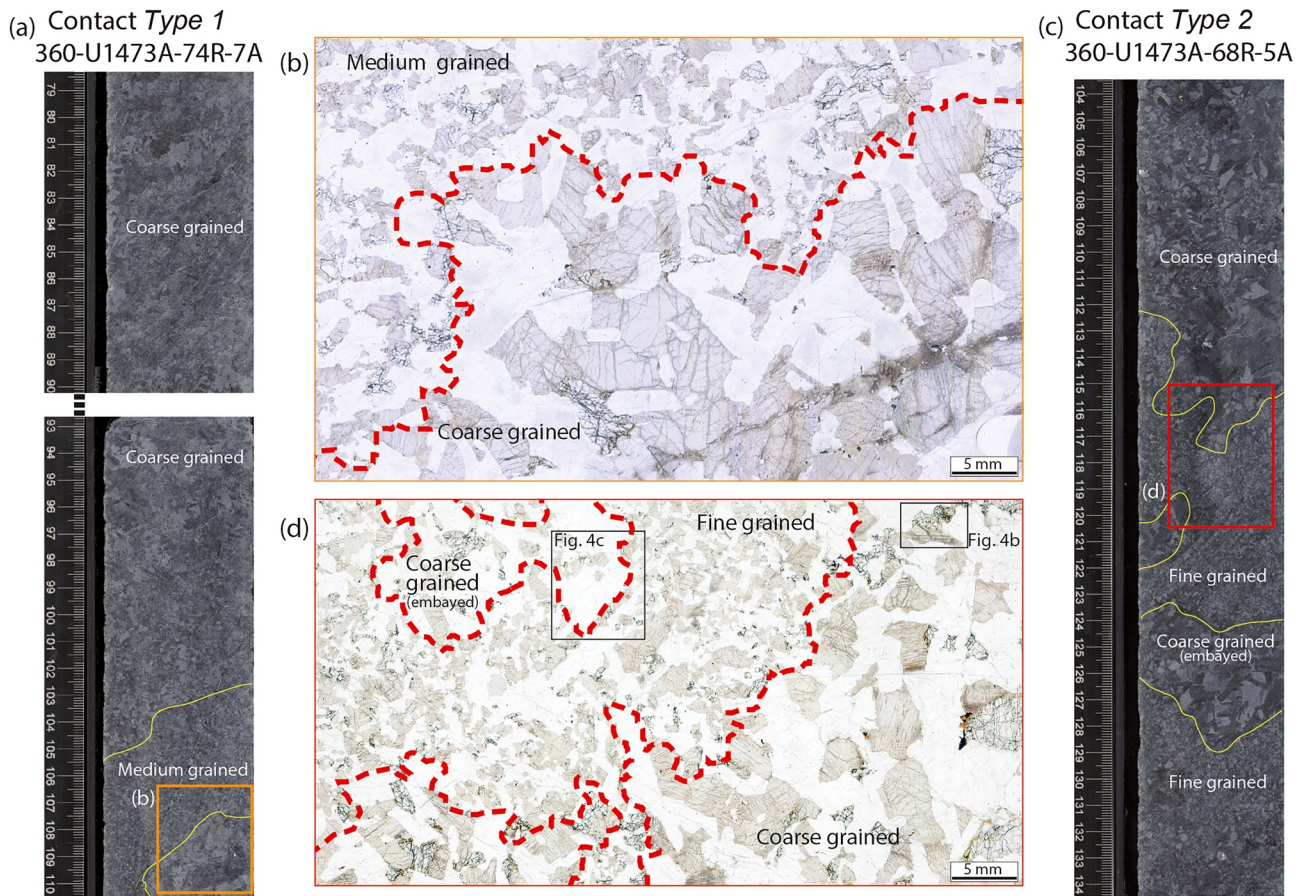 (a) Contact Type 1
360-U1473A-74R-7A
79
80
81
82
83
84
85
86
87
88
89
90
Coarse grained
93
94
95
96
97
98
99
100
101
102
103
104
105
106
107
108
109
110
Coarse grained
Medium grained
(b)
(b)
Medium grained
Coarse grained
5 mm
(d)
Fine grained
Fig. 4c
Fig. 4b
Coarse
grained
(embayed)
Coarse grained
5 mm
(c) Contact Type 2
360-U1473A-68R-5A
104
105
106
107
108
109
110
111
112
113
114
115
116
117
118
119
120
121
122
123
124
125
126
127
128
129
130
131
132
133
134
Coarse grained
(d)
Fine grained
Coarse grained
(embayed)
Fine grained